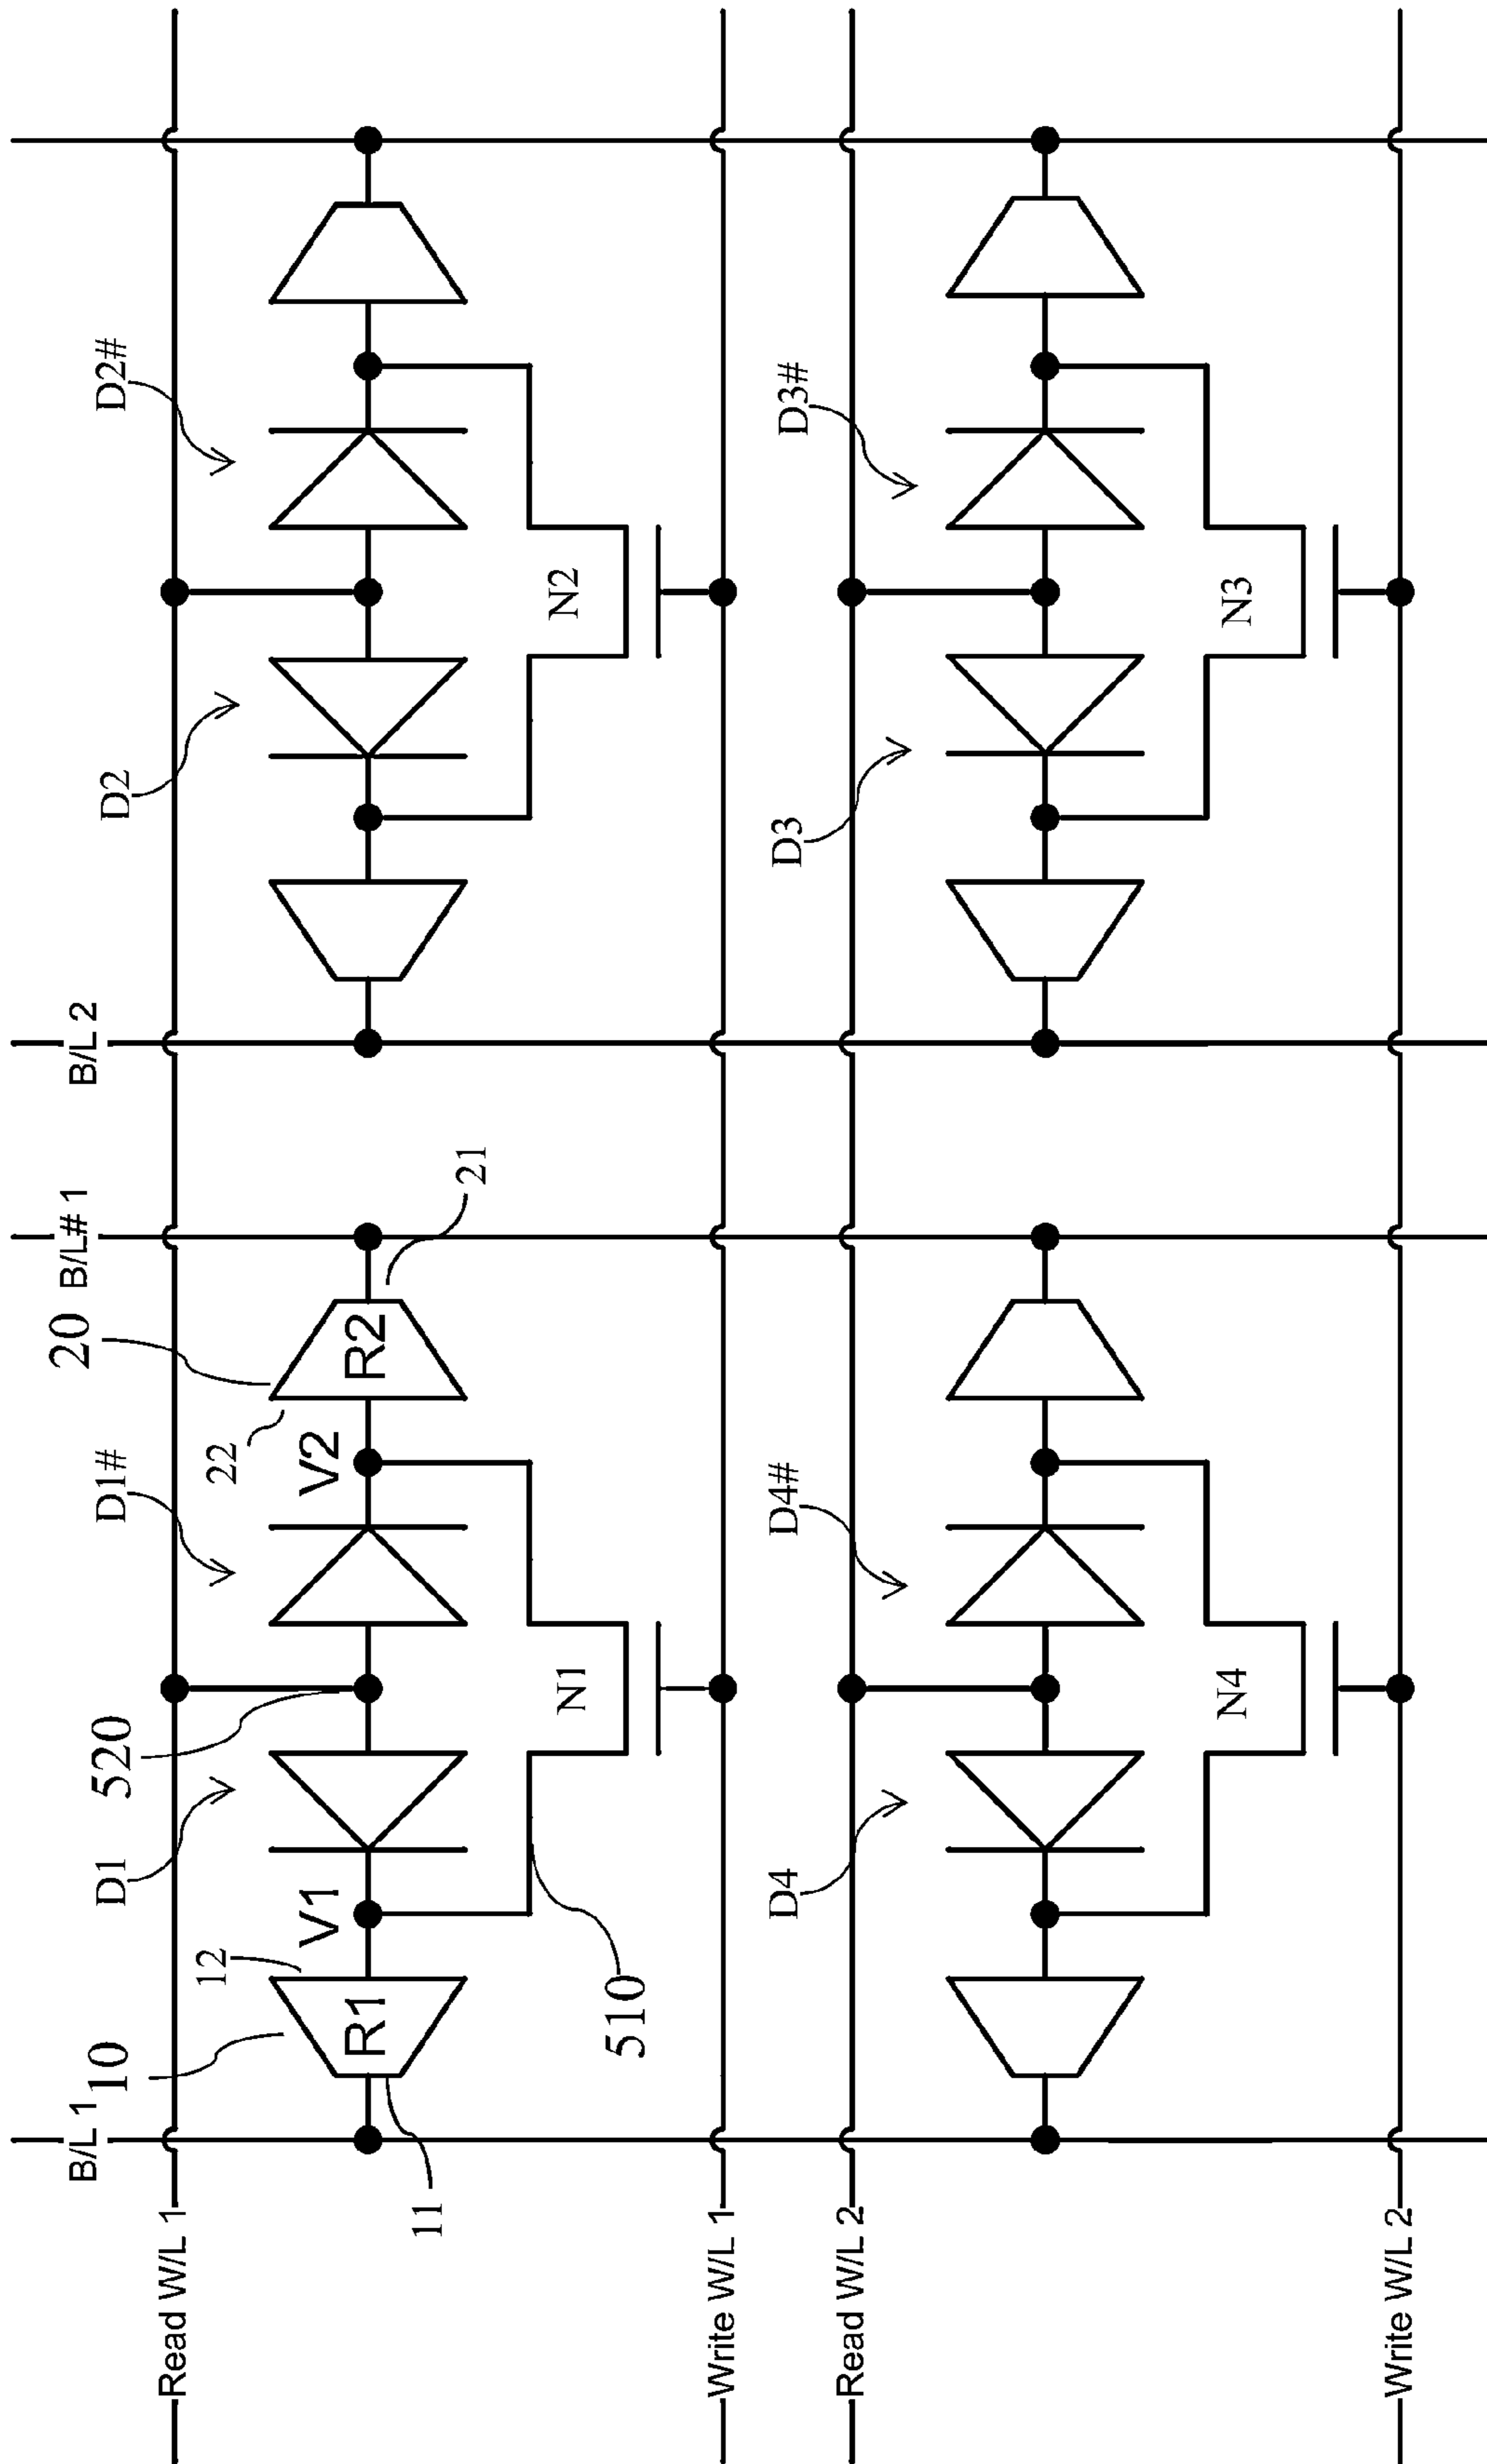 B/L 1
B/L# 1
B/L 2
10
20
D1
D1#
D2
D2#
520
12
22
V1
V2
R1
R2
11
21
510
N1
N2
Read W/L 1
Write W/L 1
D4
D4#
D3
D3#
N4
N3
Read W/L 2
Write W/L 2